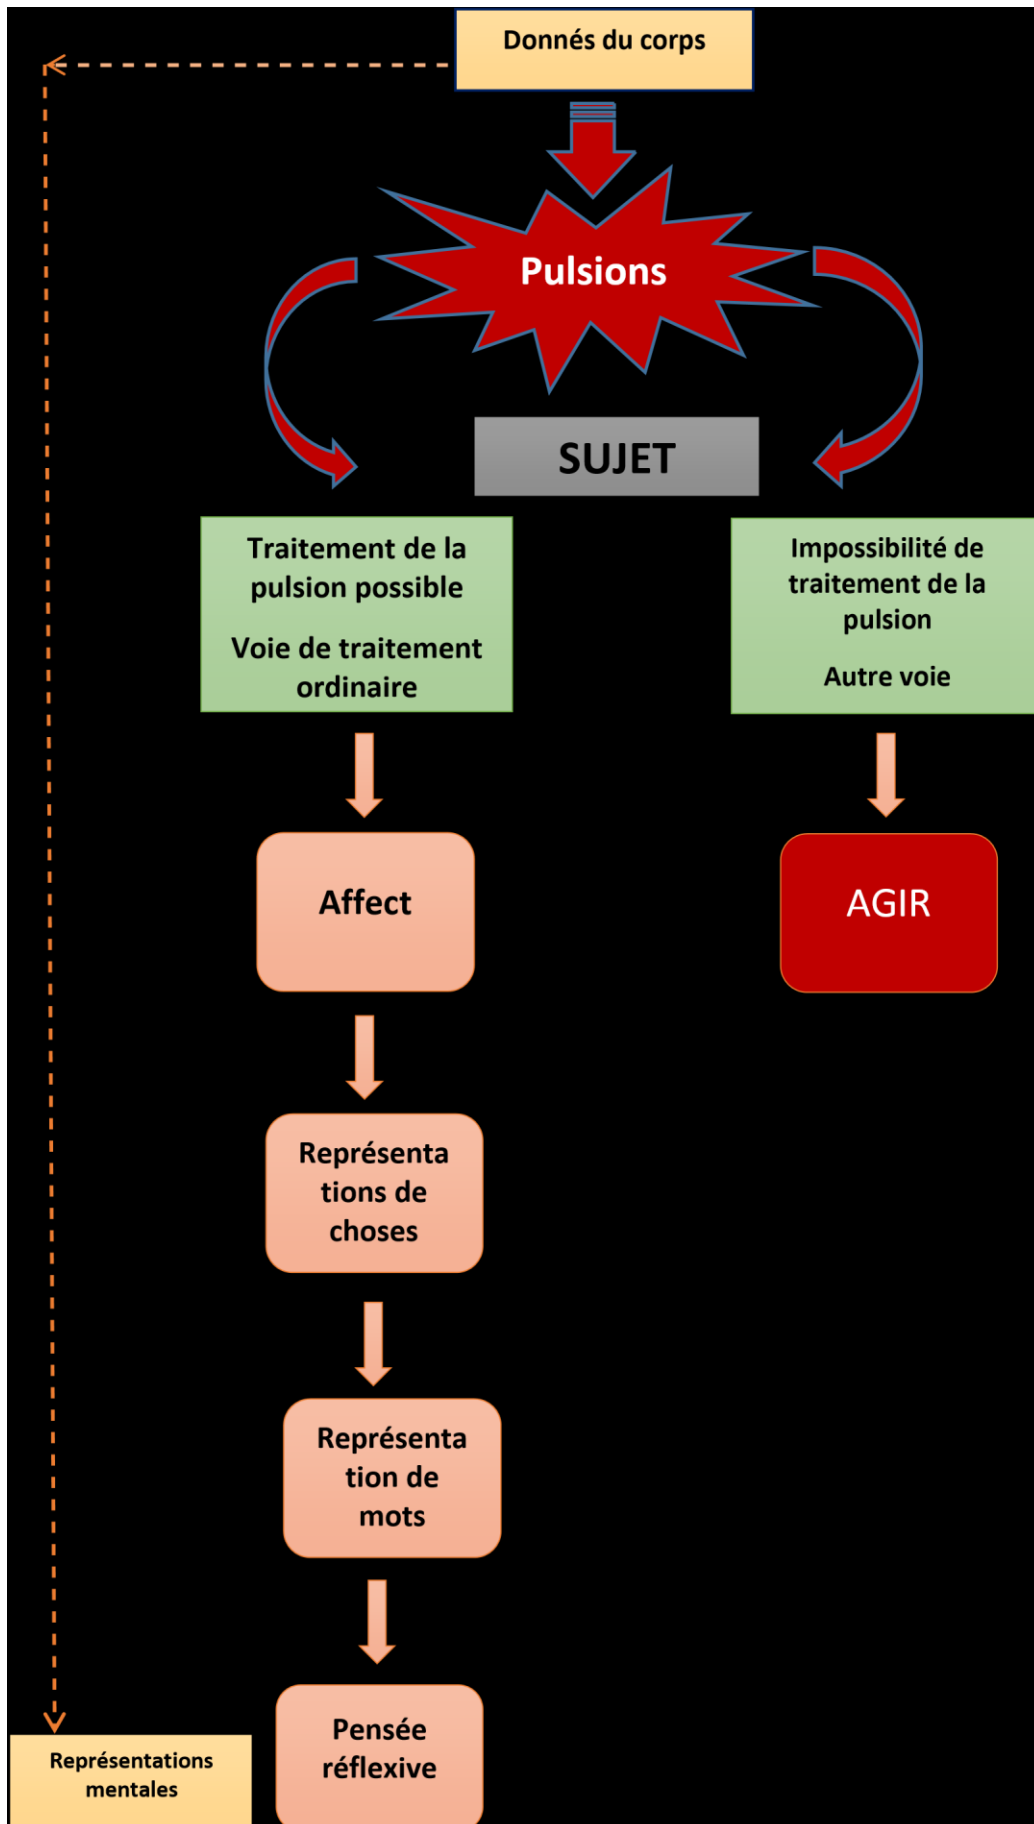 Donnés du corps
Pulsions
SUJET
Traitement de la
pulsion possible
Voie de traitement
ordinaire
Impossibilité de
traitement de la
pulsion
Autre voie
Affect
AGIR
Représenta
tions de
choses
Représenta
tion de
mots
Pensée
réflexive
Représentations
mentales